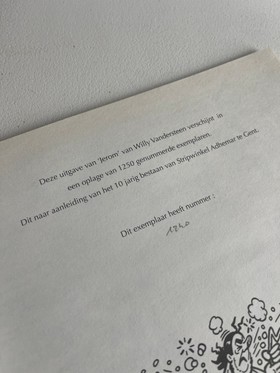 Deze uitgave van 'Jerom' van Willy Vandersteen verschijnt in
een oplage van 1250 genummerde exemplaren.
Dit naar aanleiding van het 10 jarig bestaan van Stripwinkel Adhemar te Gent.
Dit exemplaar heeft nummer :